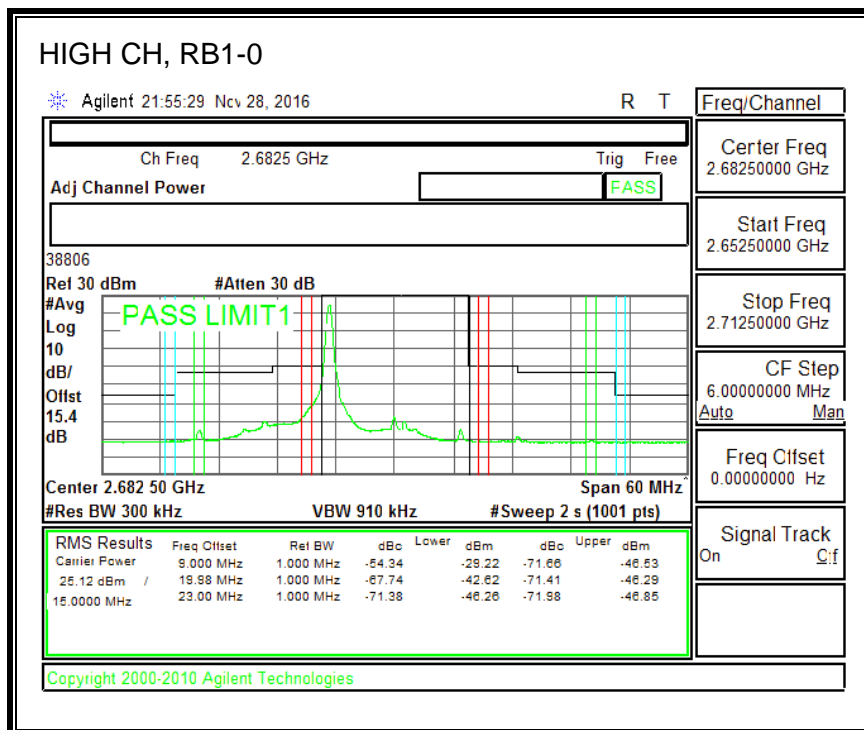 HIGH CH, RB1-0
Agilent 21:55:29 Nov 28, 2016 R T
Freq/Channel
Ch Freq 2.6825 GHz Trig Free
Adj Channel Power PASS
Center Freq
2.68250000 GHz
Start Freq
2.65250000 GHz
38806
Ref 30 dBm #Atten 30 dB
#Avg
Log
10
dB/
Offst
15.4
dB
PASS LIMIT1
Stop Freq
2.71250000 GHz
CF Step
6.00000000 MHz
Auto Man
Freq Offset
0.00000000 Hz
Center 2.682 50 GHz Span 60 MHz
#Res BW 300 kHz VBW 910 kHz #Sweep 2 s (1001 pts)
Signal Track
On Off
RMS Results Freq Offset Ref BW dBc Lower dBm dBc Upper dBm
Carrier Power 9.000 MHz 1.000 MHz -54.34 -29.22 -71.66 -46.53
25.12 dBm / 19.98 MHz 1.000 MHz -67.74 -42.62 -71.41 -46.29
15.0000 MHz 23.00 MHz 1.000 MHz -71.38 -46.26 -71.98 -46.85
Copyright 2000-2010 Agilent Technologies